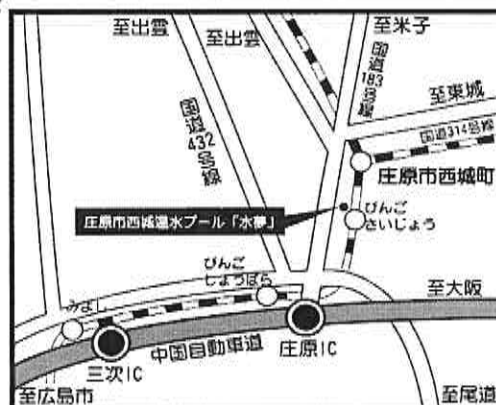 至出雲
至出雲
至米子
国道183号線
至東城
国道432号線
国道314号線
庄原市西城町
庄原市西城温水プール「水夢」
びんご
さいじょう
びんご
しょうばら
至大阪
みよし
中国自動車道
庄原IC
三次IC
至広島市
至尾道